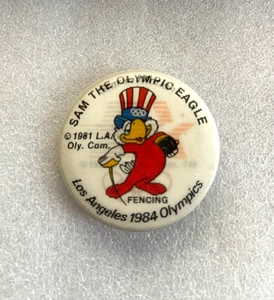 SAM THE OLYMPIC EAGLE
© 1981 L.A.
Oly. Com.
FENCING
Los Angeles 1984 Olympics